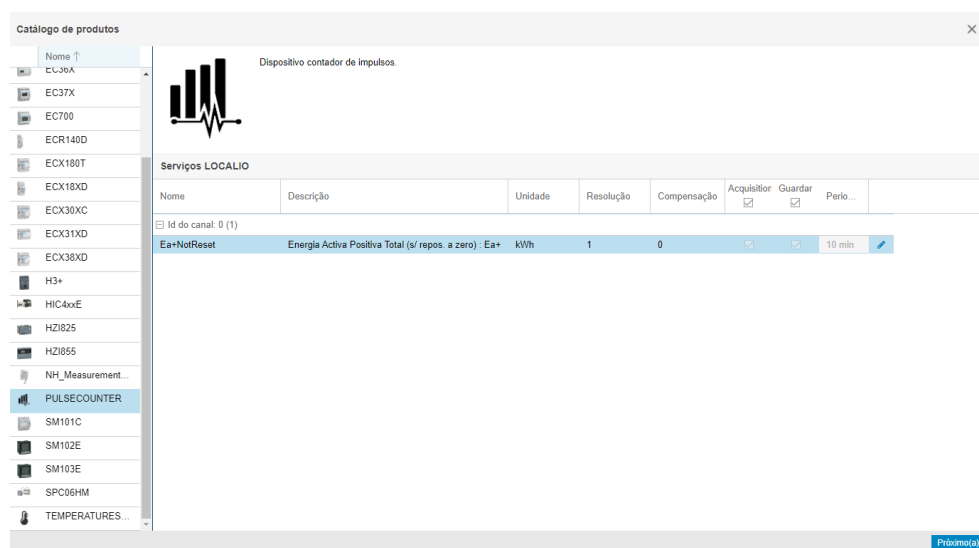 Catálogo de produtos
Nome ↑
EC36X
EC37X
EC700
ECR140D
ECX180T
ECX18XD
ECX30XC
ECX31XD
ECX38XD
H3+
HIC4xxE
HZI825
HZI855
NH_Measurement...
PULSECOUNTER
SM101C
SM102E
SM103E
SPC06HM
TEMPERATURES...
Dispositivo contador de impulsos.
Serviços LOCALIO
Nome Descrição Unidade Resolução Compensação Acquisition Guardar Perio...
Id do canal: 0 (1)
Ea+NotReset Energia Activa Positiva Total (s/ repos. a zero) : Ea+ kWh 1 0 10 min
Próximo(a)